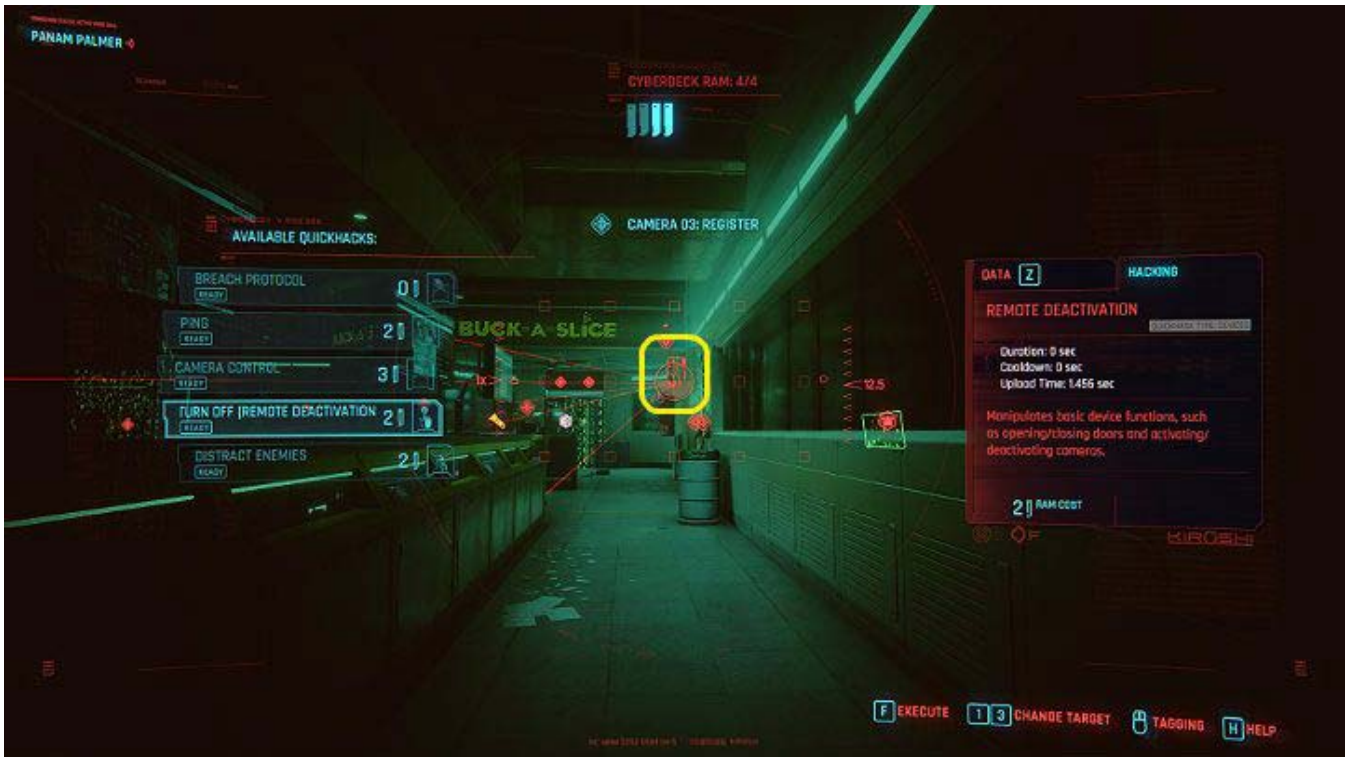 PANAM PALMER
CYBERDECK RAM: 4/4
CAMERA 03: REGISTER
AVAILABLE QUICKHACKS:
BREACH PROTOCOL
0
READY
PING
2
READY
CAMERA CONTROL
3
READY
TURN OFF |REMOTE DEACTIVATION
2
READY
DISTRACT ENEMIES
2
READY
BUCK-A-SLICE
1x
12.5
DATA Z
HACKING
REMOTE DEACTIVATION
Duration: 0 sec
Cooldown: 0 sec
Upload Time: 1.456 sec
Manipulates basic device functions, such
as opening/closing doors and activating/
deactivating cameras.
2 RAM COST
KIROSHI
F EXECUTE
1 3 CHANGE TARGET
TAGGING
H HELP